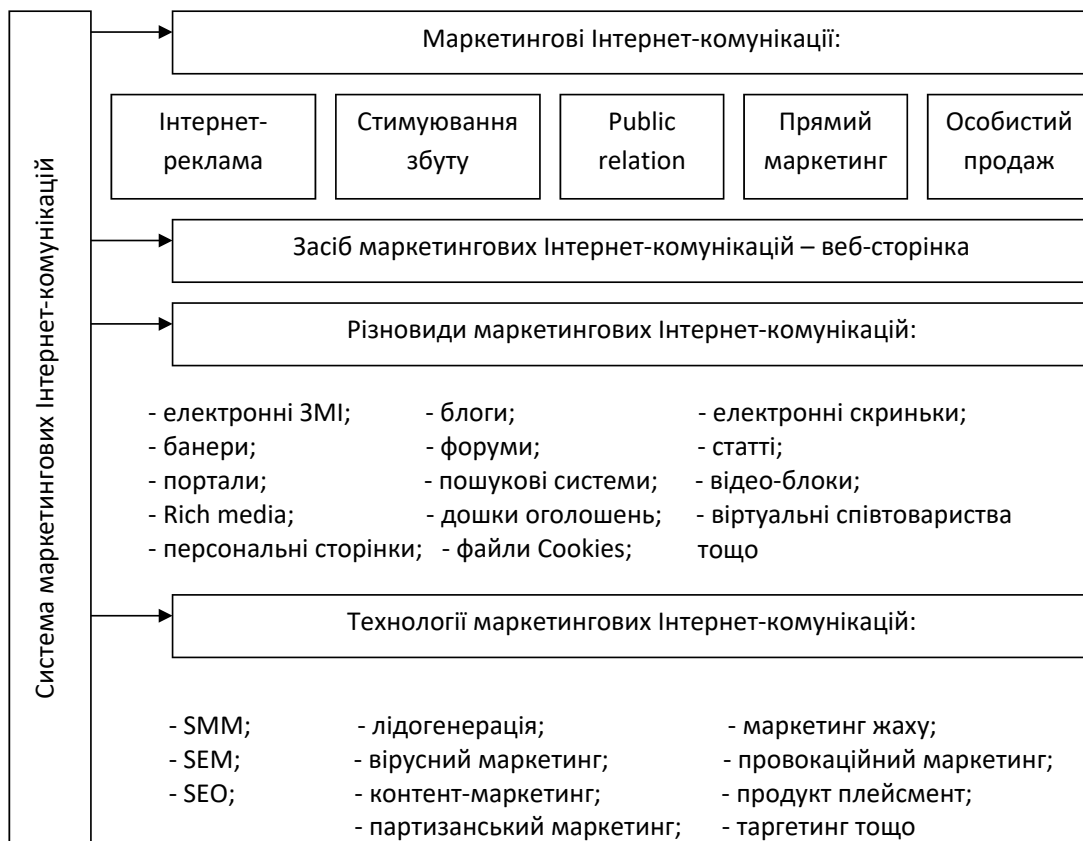 Система маркетингових Інтернет-комунікацій
Маркетингові Інтернет-комунікації:
Інтернет-
реклама
Стимуювання
збуту
Public
relation
Прямий
маркетинг
Особистий
продаж
Засіб маркетингових Інтернет-комунікацій – веб-сторінка
Різновиди маркетингових Інтернет-комунікацій:
- електронні ЗМІ; - блоги; - електронні скриньки;
- банери; - форуми; - статті;
- портали; - пошукові системи; - відео-блоки;
- Rich media; - дошки оголошень; - віртуальні співтовариства
- персональні сторінки; - файли Cookies; тощо
Технології маркетингових Інтернет-комунікацій:
- SMM; - лідогенерація; - маркетинг жаху;
- SEM; - вірусний маркетинг; - провокаційний маркетинг;
- SEO; - контент-маркетинг; - продукт плейсмент;
- партизанський маркетинг; - таргетинг тощо